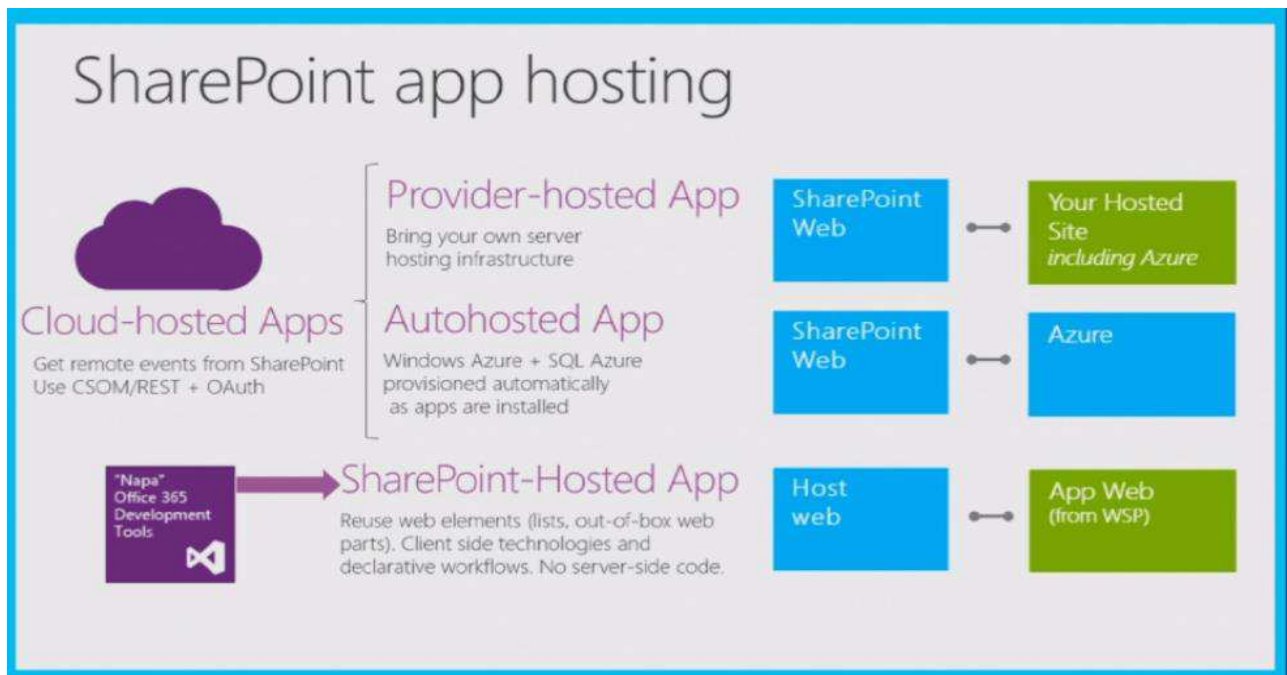 SharePoint app hosting
Cloud-hosted Apps
Get remote events from SharePoint
Use CSOM/REST + OAuth
Provider-hosted App
Bring your own server
hosting infrastructure
SharePoint
Web
Your Hosted
Site
including Azure
Autohosted App
Windows Azure + SQL Azure
provisioned automatically
as apps are installed
SharePoint
Web
Azure
"Napa"
Office 365
Development
Tools
SharePoint-Hosted App
Reuse web elements (lists, out-of-box web
parts). Client side technologies and
declarative workflows. No server-side code.
Host
web
App Web
(from WSP)